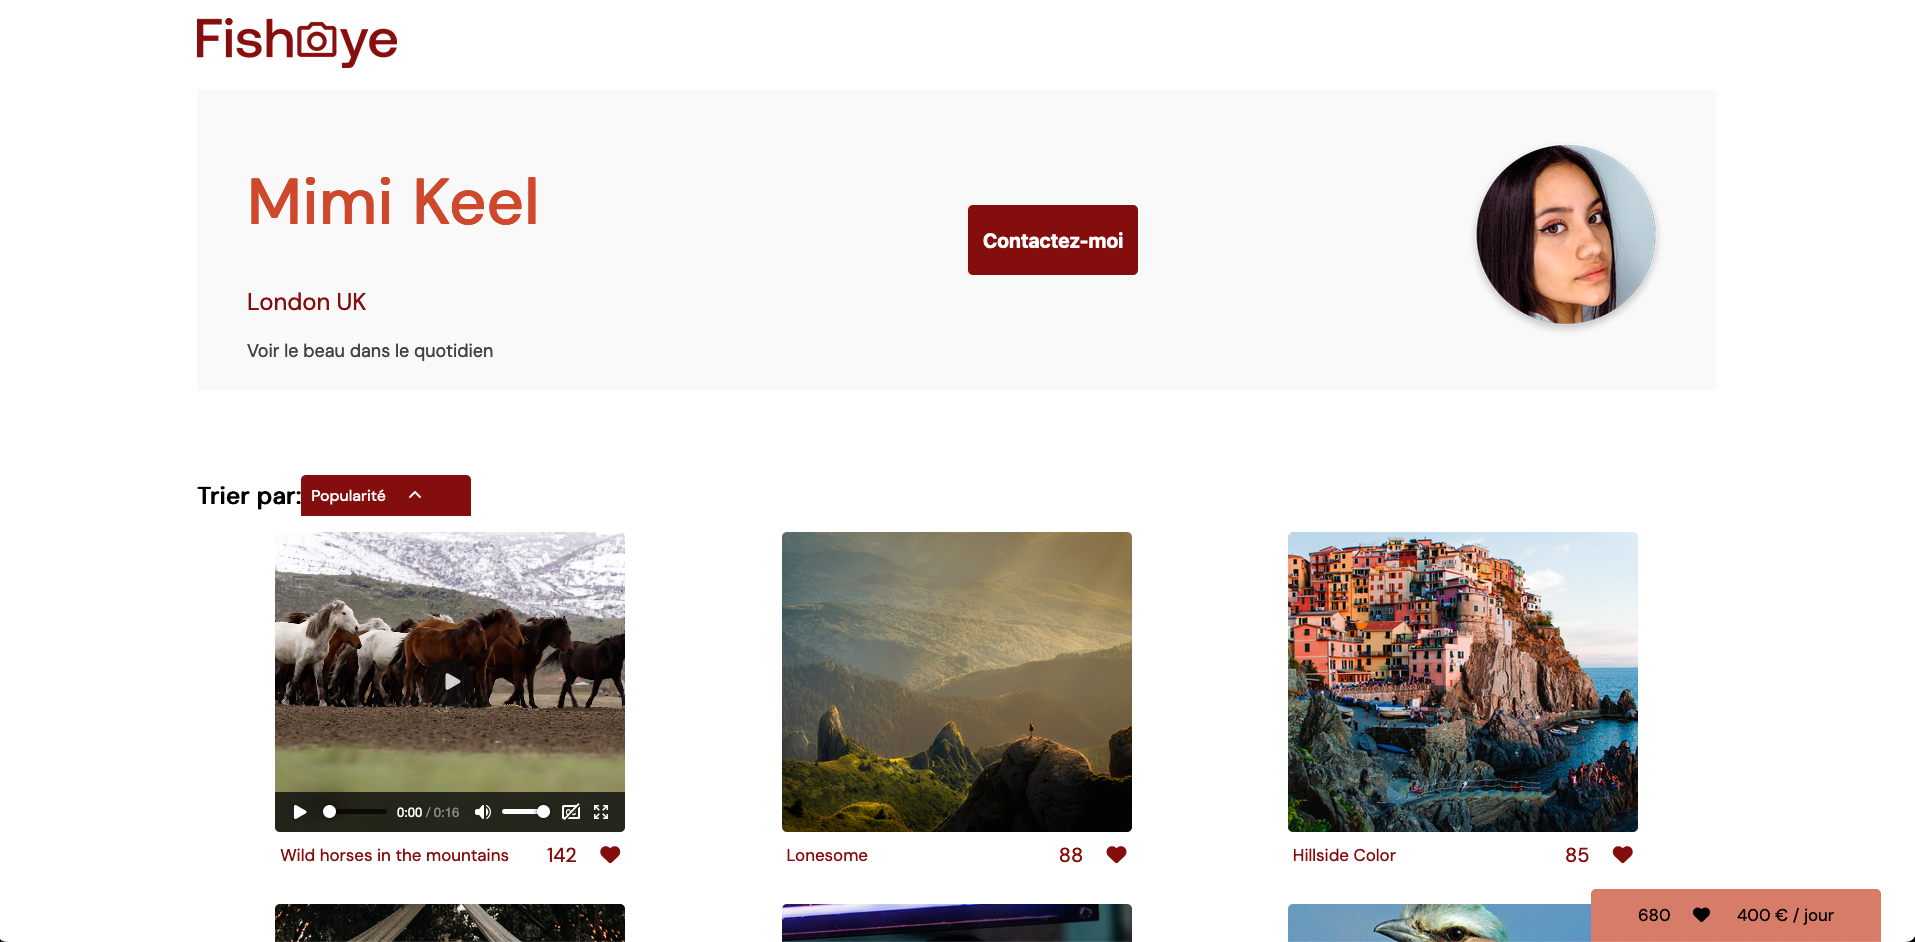 Fisheye
Mimi Keel
Contactez-moi
London UK
Voir le beau dans le quotidien
Trier par:
Popularité
0:00 / 0:16
Wild horses in the mountains 142
Lonesome 88
Hillside Color 85
680 400 € / jour